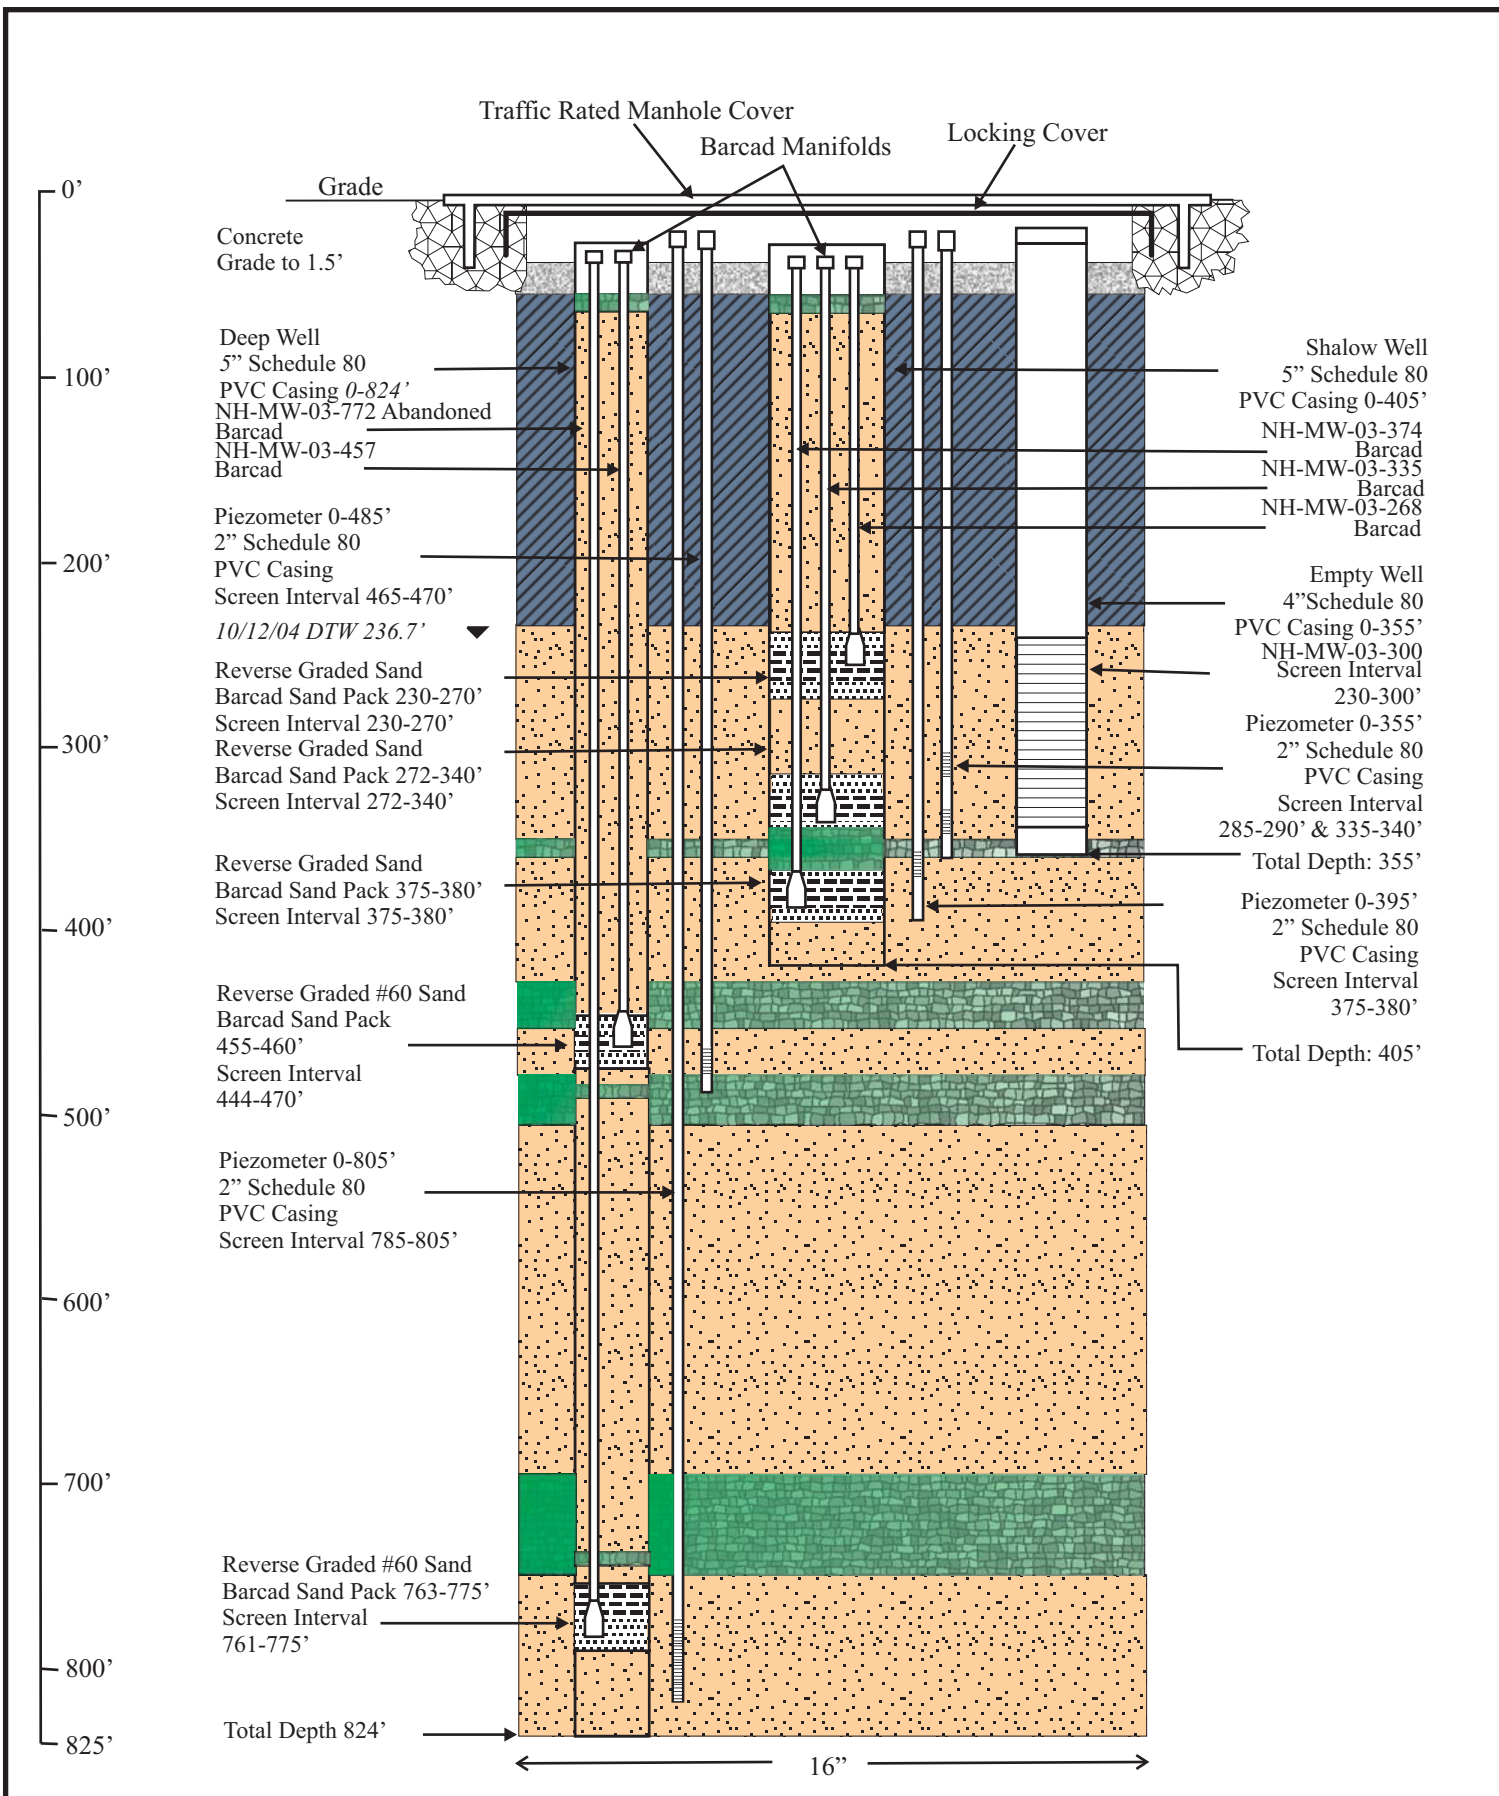 Traffic Rated Manhole Cover
Barcad Manifolds
Locking Cover
Grade
0’
100’
200’
300’
400’
500’
600’
700’
800’
825’
Concrete
Grade to 1.5’
Deep Well
5” Schedule 80
PVC Casing 0-824’
NH-MW-03-772 Abandoned
Barcad
NH-MW-03-457
Barcad
Piezometer 0-485’
2” Schedule 80
PVC Casing
Screen Interval 465-470’
10/12/04 DTW 236.7’
Reverse Graded Sand
Barcad Sand Pack 230-270’
Screen Interval 230-270’
Reverse Graded Sand
Barcad Sand Pack 272-340’
Screen Interval 272-340’
Reverse Graded Sand
Barcad Sand Pack 375-380’
Screen Interval 375-380’
Reverse Graded #60 Sand
Barcad Sand Pack
455-460’
Screen Interval
444-470’
Piezometer 0-805’
2” Schedule 80
PVC Casing
Screen Interval 785-805’
Reverse Graded #60 Sand
Barcad Sand Pack 763-775’
Screen Interval
761-775’
Total Depth 824’
Shalow Well
5” Schedule 80
PVC Casing 0-405’
NH-MW-03-374
Barcad
NH-MW-03-335
Barcad
NH-MW-03-268
Barcad
Empty Well
4”Schedule 80
PVC Casing 0-355’
NH-MW-03-300
Screen Interval
230-300’
Piezometer 0-355’
2” Schedule 80
PVC Casing
Screen Interval
285-290’ & 335-340’
Total Depth: 355’
Piezometer 0-395’
2” Schedule 80
PVC Casing
Screen Interval
375-380’
Total Depth: 405’
16”